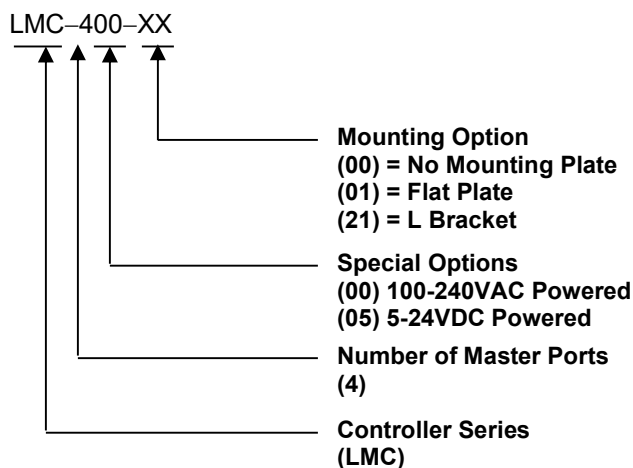 LMC–400–XX
Mounting Option
(00) = No Mounting Plate
(01) = Flat Plate
(21) = L Bracket
Special Options
(00) 100-240VAC Powered
(05) 5-24VDC Powered
Number of Master Ports
(4)
Controller Series
(LMC)